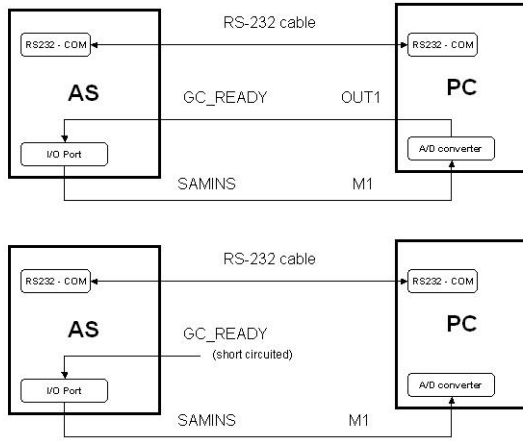 RS-232 cable
RS232 - COM
RS232 - COM
AS
PC
GC_READY
OUT1
I/O Port
A/D converter
SAMINS
M1
RS-232 cable
RS232 - COM
RS232 - COM
AS
PC
GC_READY
(short circuited)
I/O Port
A/D converter
SAMINS
M1